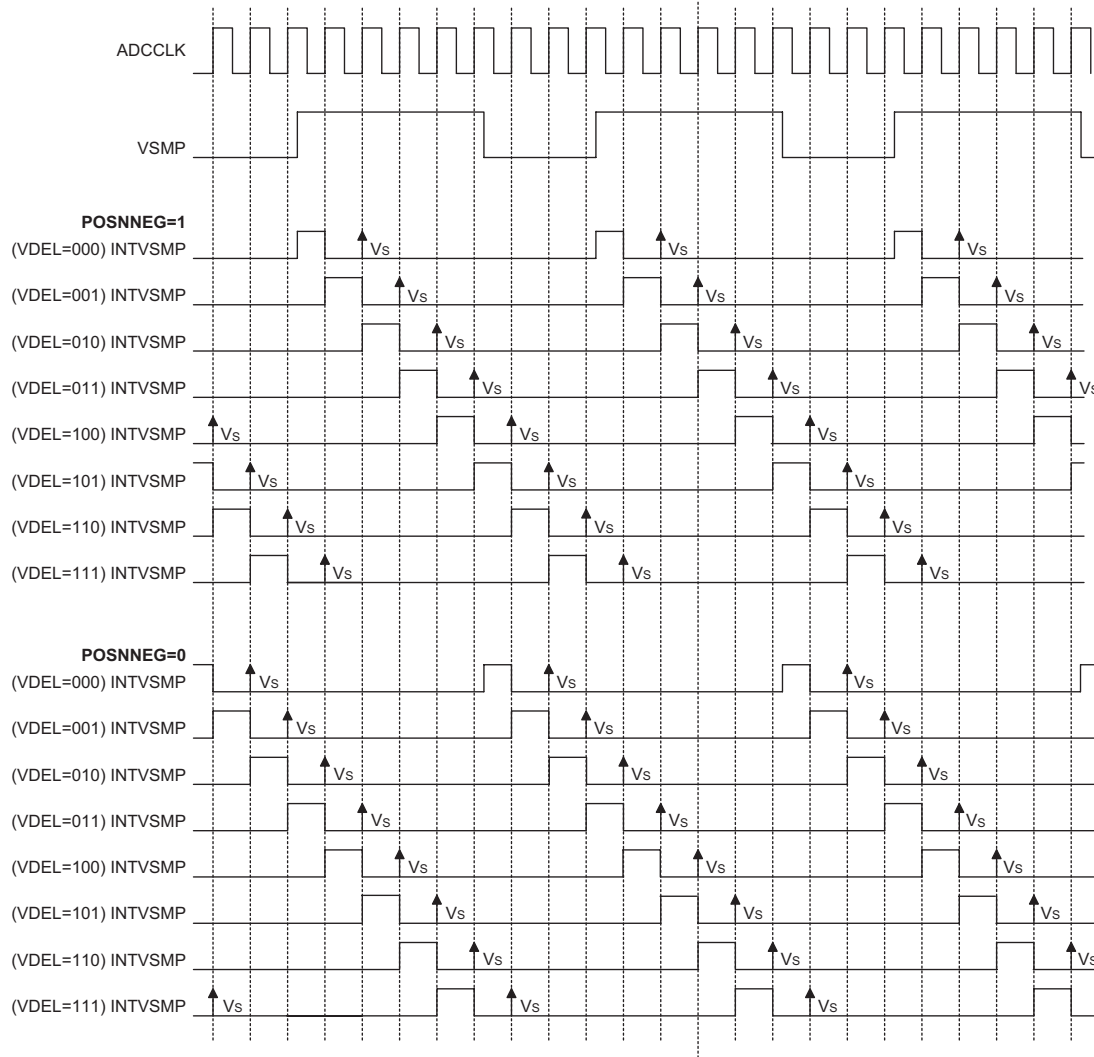 ADCCLK
VSMP
POSNNEG=1
(VDEL=000) INTVSMP Vs Vs Vs
(VDEL=001) INTVSMP Vs Vs Vs
(VDEL=010) INTVSMP Vs Vs Vs
(VDEL=011) INTVSMP Vs Vs Vs
(VDEL=100) INTVSMP Vs Vs Vs
(VDEL=101) INTVSMP Vs Vs Vs
(VDEL=110) INTVSMP Vs Vs Vs
(VDEL=111) INTVSMP Vs Vs Vs
POSNNEG=0
(VDEL=000) INTVSMP Vs Vs Vs
(VDEL=001) INTVSMP Vs Vs Vs
(VDEL=010) INTVSMP Vs Vs Vs
(VDEL=011) INTVSMP Vs Vs Vs
(VDEL=100) INTVSMP Vs Vs Vs
(VDEL=101) INTVSMP Vs Vs Vs
(VDEL=110) INTVSMP Vs Vs Vs
(VDEL=111) INTVSMP Vs Vs Vs